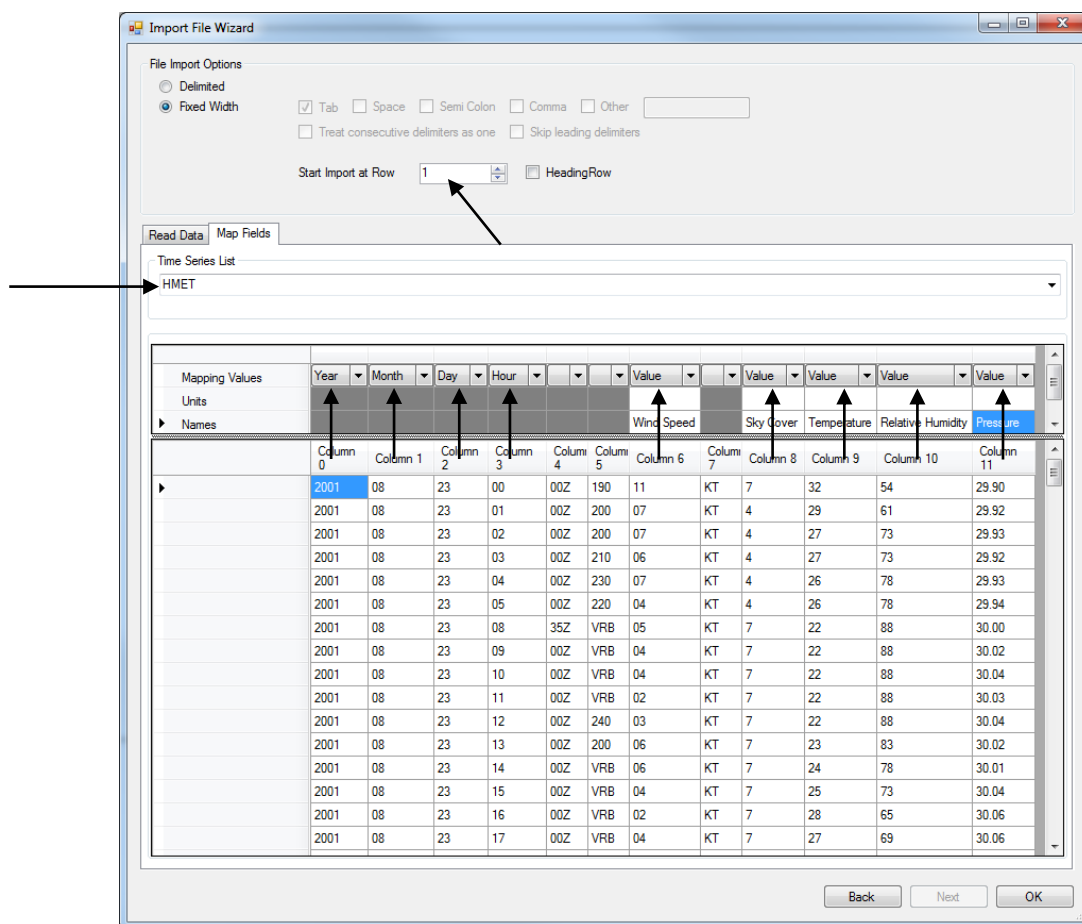 Import File Wizard
File Import Options
Delimited
Fixed Width Tab Space Semi Colon Comma Other
Treat consecutive delimiters as one Skip leading delimiters
Start Import at Row 1 HeadingRow
Read Data Map Fields
Time Series List
HMET
Mapping Values Year Month Day Hour Value Value Value Value Value
Units
Names Wind Speed Sky Cover Temperature Relative Humidity Pressure
Column 0 Column 1 Column 2 Column 3 Colum 4 Colum 5 Column 6 Colum 7 Column 8 Column 9 Column 10 Column 11
2001 08 23 00 00Z 190 11 KT 7 32 54 29.90
2001 08 23 01 00Z 200 07 KT 4 29 61 29.92
2001 08 23 02 00Z 200 07 KT 4 27 73 29.93
2001 08 23 03 00Z 210 06 KT 4 27 73 29.92
2001 08 23 04 00Z 230 07 KT 4 26 78 29.93
2001 08 23 05 00Z 220 04 KT 4 26 78 29.94
2001 08 23 08 35Z VRB 05 KT 7 22 88 30.00
2001 08 23 09 00Z VRB 04 KT 7 22 88 30.02
2001 08 23 10 00Z VRB 04 KT 7 22 88 30.04
2001 08 23 11 00Z VRB 02 KT 7 22 88 30.03
2001 08 23 12 00Z 240 03 KT 7 22 88 30.04
2001 08 23 13 00Z 200 06 KT 7 23 83 30.02
2001 08 23 14 00Z VRB 06 KT 7 24 78 30.01
2001 08 23 15 00Z VRB 04 KT 7 25 73 30.04
2001 08 23 16 00Z VRB 02 KT 7 28 65 30.06
2001 08 23 17 00Z VRB 04 KT 7 27 69 30.06
Back Next OK